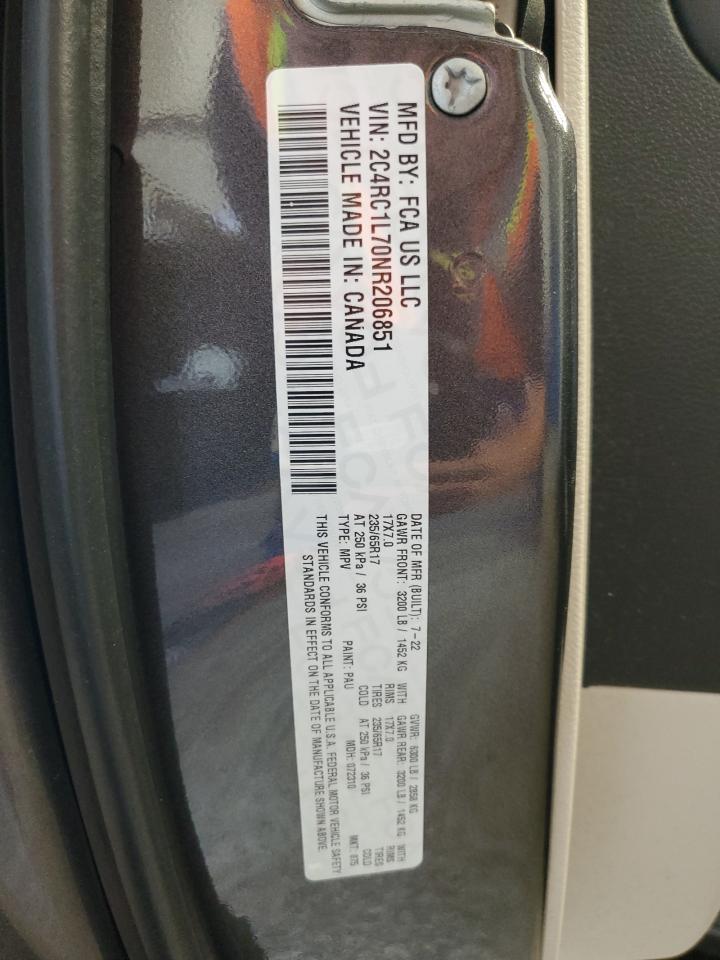 MFD BY: FCA US LLC
VIN: 2C4RC1L70NR206851
VEHICLE MADE IN: CANADA
DATE OF MFR (BUILT): 7-22 GVWR: 6300 LB / 2858 KG
GAWR FRONT: 3200 LB / 1452 KG WITH GAWR REAR: 3200 LB / 1452 KG WITH
17X7.0 RIMS 17X7.0 RIMS
235/65R17 TIRES 235/65R17 TIRES
AT 250 kPa / 36 PSI COLD AT 250 kPa / 36 PSI COLD
TYPE: MPV PAINT: PAU MDH: 072310 MKT: 875
THIS VEHICLE CONFORMS TO ALL APPLICABLE U.S.A. FEDERAL MOTOR VEHICLE SAFETY
STANDARDS IN EFFECT ON THE DATE OF MANUFACTURE SHOWN ABOVE.